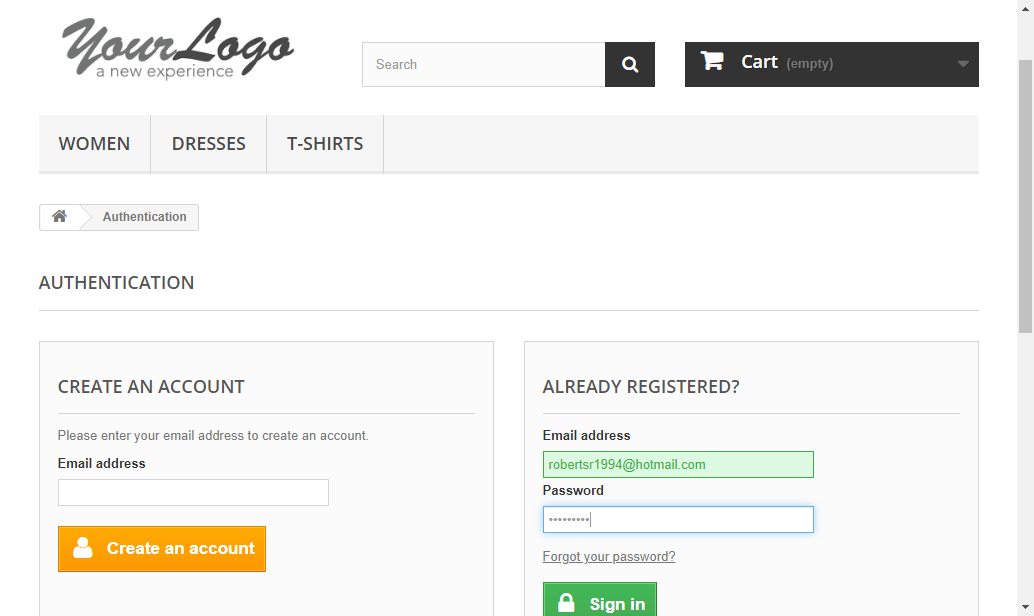 YourLogo
a new experience
Search
Cart (empty)
WOMEN DRESSES T-SHIRTS
Authentication
AUTHENTICATION
CREATE AN ACCOUNT
Please enter your email address to create an account.
Email address
Create an account
ALREADY REGISTERED?
Email address
robertsr1994@hotmail.com
Password
•••••••••
Forgot your password?
Sign in